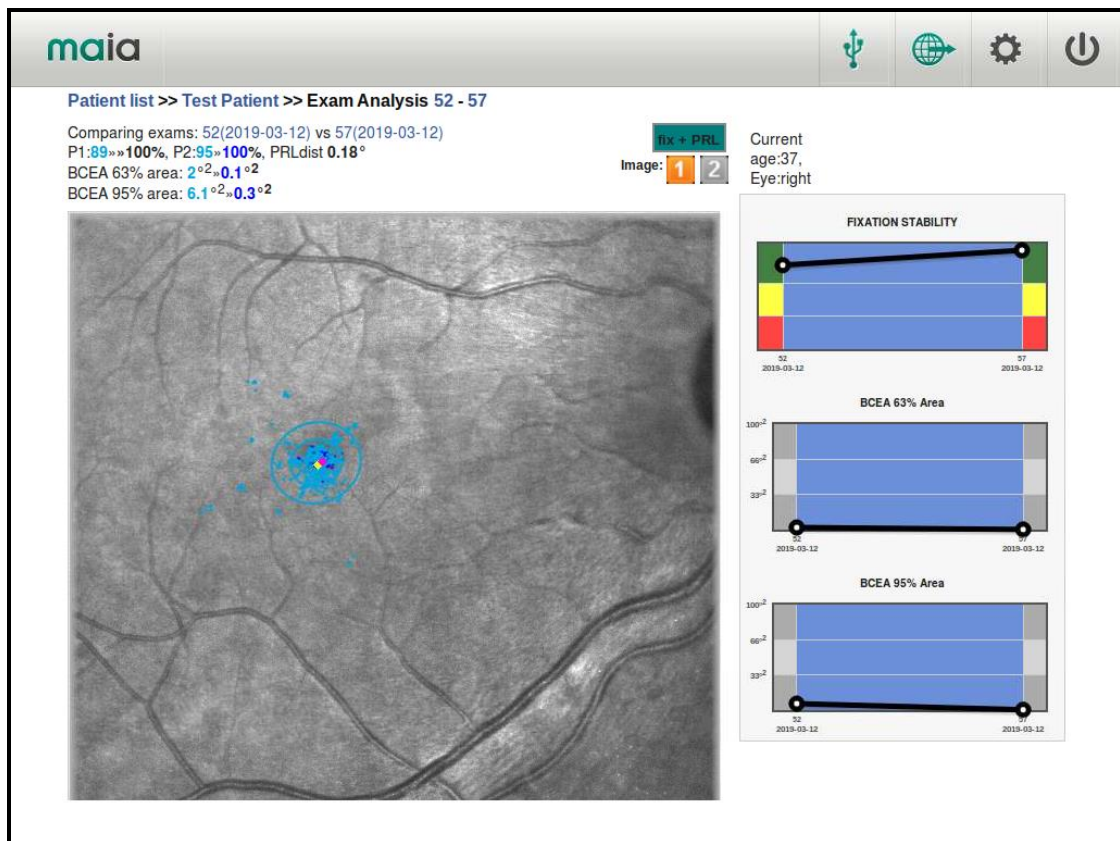 maia
Patient list >> Test Patient >> Exam Analysis 52 - 57
Comparing exams: 52(2019-03-12) vs 57(2019-03-12)
P1:89»»100%, P2:95»100%, PRLdist 0.18°
BCEA 63% area: 2°²»0.1°²
BCEA 95% area: 6.1°²»0.3°²
fix + PRL
Image: 1 2
Current
age:37,
Eye:right
FIXATION STABILITY
52 57
2019-03-12 2019-03-12
BCEA 63% Area
100°²
66°²
33°²
52 57
2019-03-12 2019-03-12
BCEA 95% Area
100°²
66°²
33°²
52 57
2019-03-12 2019-03-12